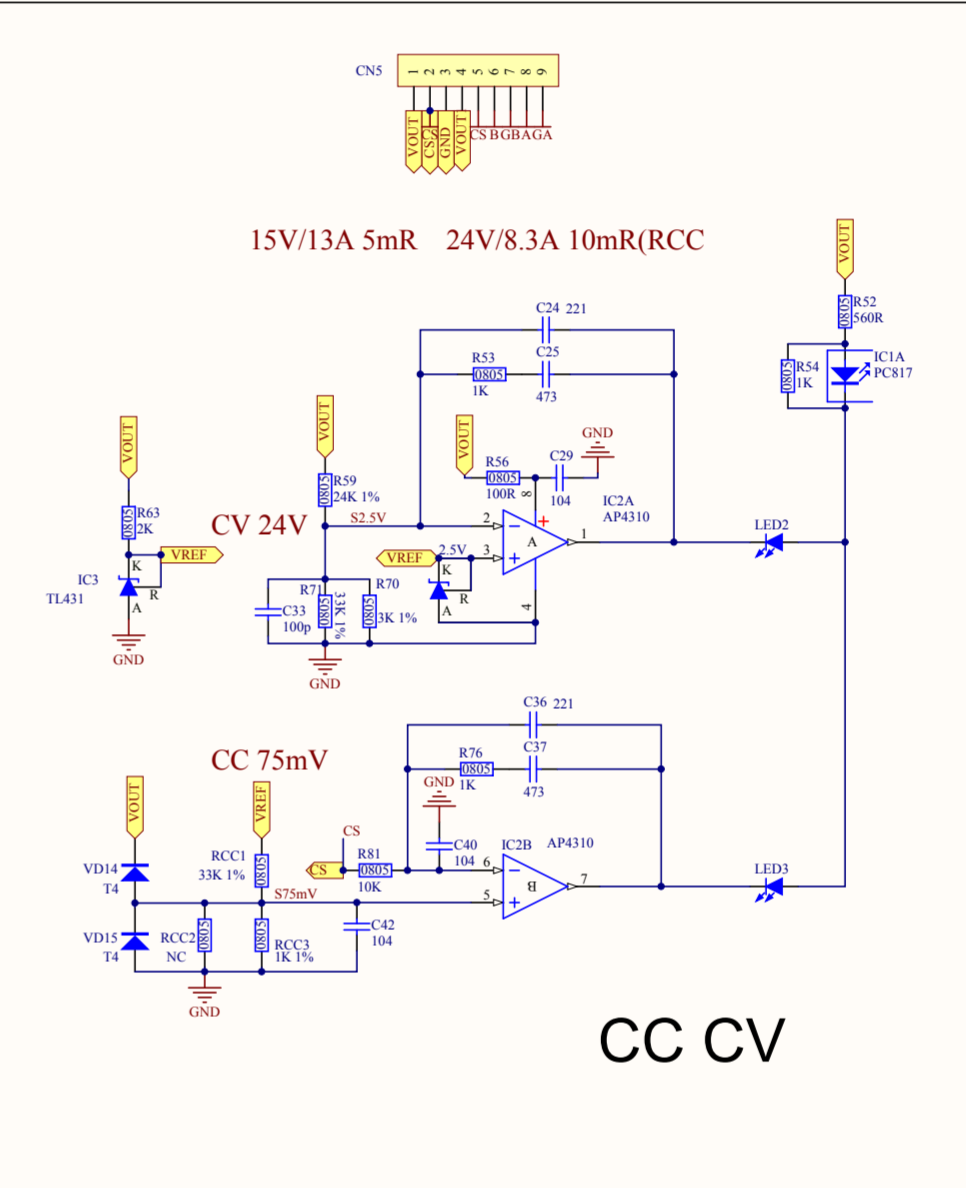 CN5
1 2 3 4 5 6 7 8 9
VOUT CS GND VOUT CS B GB A GA
15V/13A 5mR 24V/8.3A 10mR(RCC
VOUT
R52
0805
560R
R54
0805
1K
IC1A
PC817
C24 221
C25
R53
0805
1K
473
VOUT
R63
0805
2K
VREF
K
R
A
IC3
TL431
GND
CV 24V
VOUT
R59
0805
24K 1%
S2.5V
VOUT
R56
0805
100R
C29
104
GND
8
IC2A
AP4310
2
3
A
1
4
VREF
2.5V
K
R
A
R71
0805
33K 1%
R70
0805
3K 1%
C33
100p
GND
LED2
CC 75mV
C36 221
C37
R76
0805
1K
473
GND
C40
104
VOUT
VREF
CS
CS
R81
0805
10K
IC2B
AP4310
6
5
B
7
VD14
T4
RCC1
0805
33K 1%
S75mV
VD15
T4
RCC2
0805
NC
RCC3
0805
1K 1%
C42
104
GND
LED3
CC CV